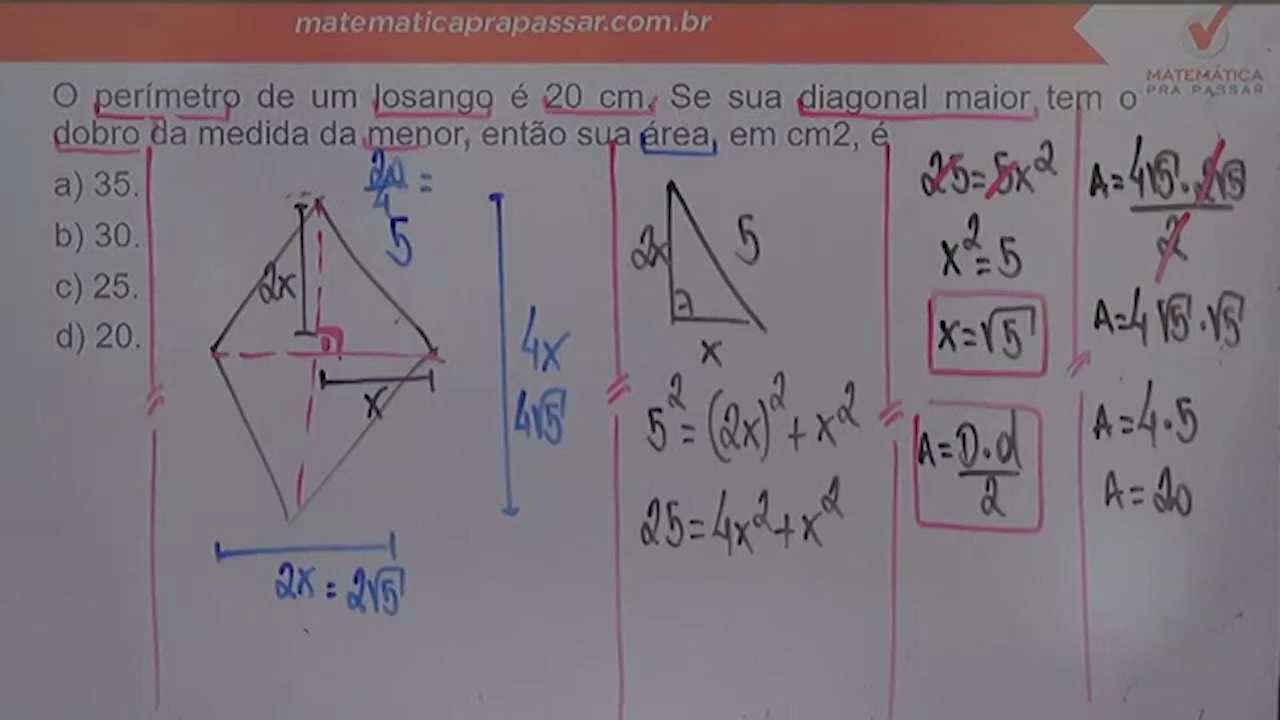 matematicaprapassar.com.br
MATEMÁTICA
PRA PASSAR
O perímetro de um losango é 20 cm. Se sua diagonal maior tem o
dobro da medida da menor, então sua área, em cm2, é
a) 35.
b) 30.
c) 25.
d) 20.
20/4 =
5
2x
x
4x
4√5
2x = 2√5
2x
5
x
5² = (2x)² + x²
25 = 4x² + x²
25 = 5x²
x² = 5
x = √5
A = D·d/2
A = 4√5 · 2√5/2
A = 4√5 · √5
A = 4·5
A = 20